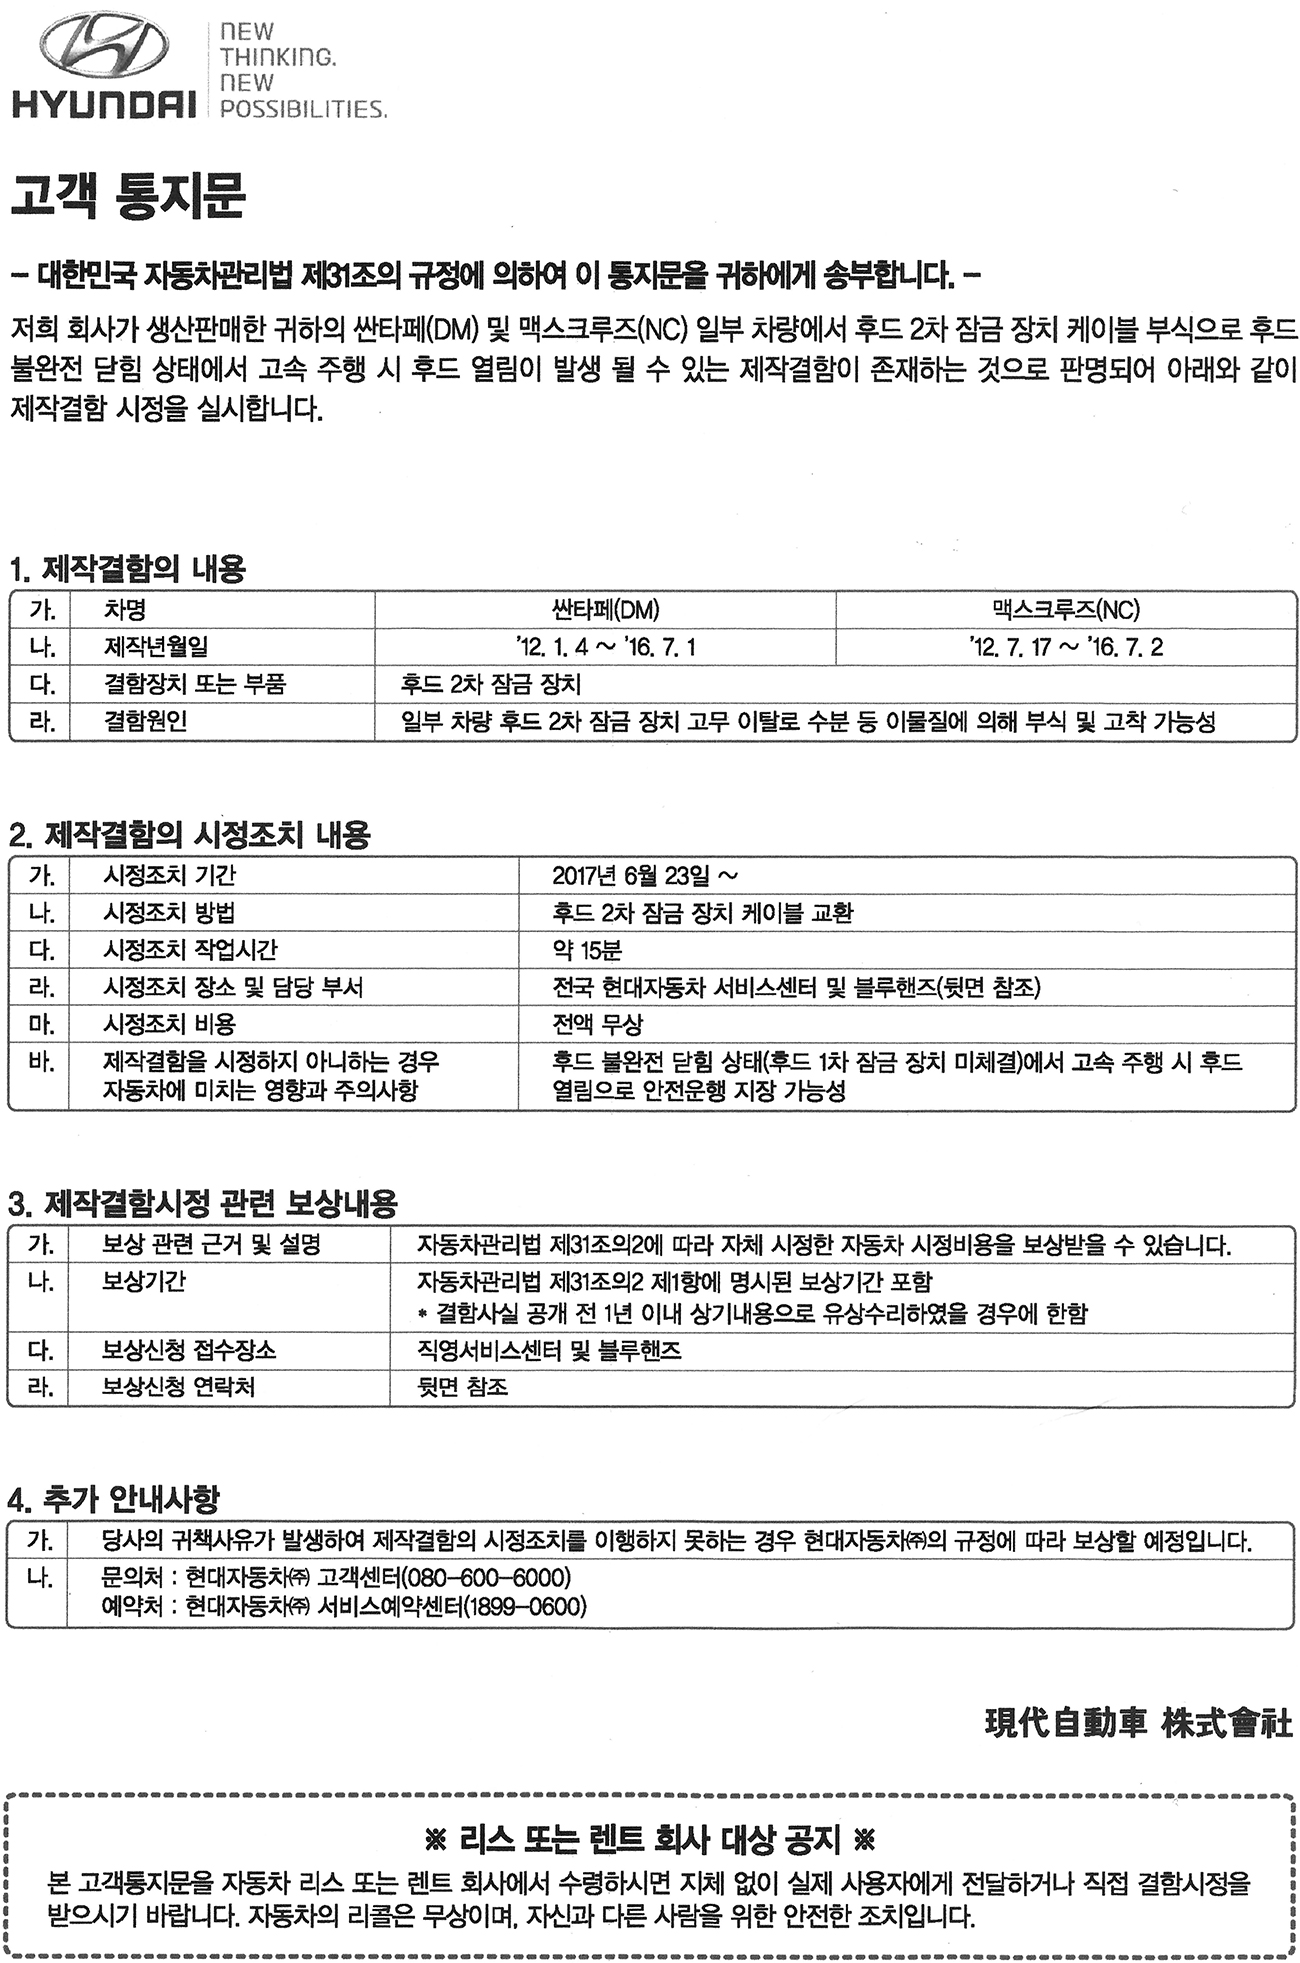 HYUNDAI
NEW
THINKING.
NEW
POSSIBILITIES.
고객 통지문
- 대한민국 자동차관리법 제31조의 규정에 의하여 이 통지문을 귀하에게 송부합니다. -
저희 회사가 생산판매한 귀하의 싼타페(DM) 및 맥스크루즈(NC) 일부 차량에서 후드 2차 잠금 장치 케이블 부식으로 후드
불완전 닫힘 상태에서 고속 주행 시 후드 열림이 발생 될 수 있는 제작결함이 존재하는 것으로 판명되어 아래와 같이
제작결함 시정을 실시합니다.
1. 제작결함의 내용
가. 차명 싼타페(DM) 맥스크루즈(NC)
나. 제작년월일 '12. 1. 4 ~ '16. 7. 1 '12. 7. 17 ~ '16. 7. 2
다. 결함장치 또는 부품 후드 2차 잠금 장치
라. 결함원인 일부 차량 후드 2차 잠금 장치 고무 이탈로 수분 등 이물질에 의해 부식 및 고착 가능성
2. 제작결함의 시정조치 내용
가. 시정조치 기간 2017년 6월 23일 ~
나. 시정조치 방법 후드 2차 잠금 장치 케이블 교환
다. 시정조치 작업시간 약 15분
라. 시정조치 장소 및 담당 부서 전국 현대자동차 서비스센터 및 블루핸즈(뒷면 참조)
마. 시정조치 비용 전액 무상
바. 제작결함을 시정하지 아니하는 경우 후드 불완전 닫힘 상태(후드 1차 잠금 장치 미체결)에서 고속 주행 시 후드
자동차에 미치는 영향과 주의사항 열림으로 안전운행 지장 가능성
3. 제작결함시정 관련 보상내용
가. 보상 관련 근거 및 설명 자동차관리법 제31조의2에 따라 자체 시정한 자동차 시정비용을 보상받을 수 있습니다.
나. 보상기간 자동차관리법 제31조의2 제1항에 명시된 보상기간 포함
* 결함사실 공개 전 1년 이내 상기내용으로 유상수리하였을 경우에 한함
다. 보상신청 접수장소 직영서비스센터 및 블루핸즈
라. 보상신청 연락처 뒷면 참조
4. 추가 안내사항
가. 당사의 귀책사유가 발생하여 제작결함의 시정조치를 이행하지 못하는 경우 현대자동차㈜의 규정에 따라 보상할 예정입니다.
나. 문의처 : 현대자동차㈜ 고객센터(080-600-6000)
예약처 : 현대자동차㈜ 서비스예약센터(1899-0600)
現代自動車 株式會社
※ 리스 또는 렌트 회사 대상 공지 ※
본 고객통지문을 자동차 리스 또는 렌트 회사에서 수령하시면 지체 없이 실제 사용자에게 전달하거나 직접 결함시정을
받으시기 바랍니다. 자동차의 리콜은 무상이며, 자신과 다른 사람을 위한 안전한 조치입니다.